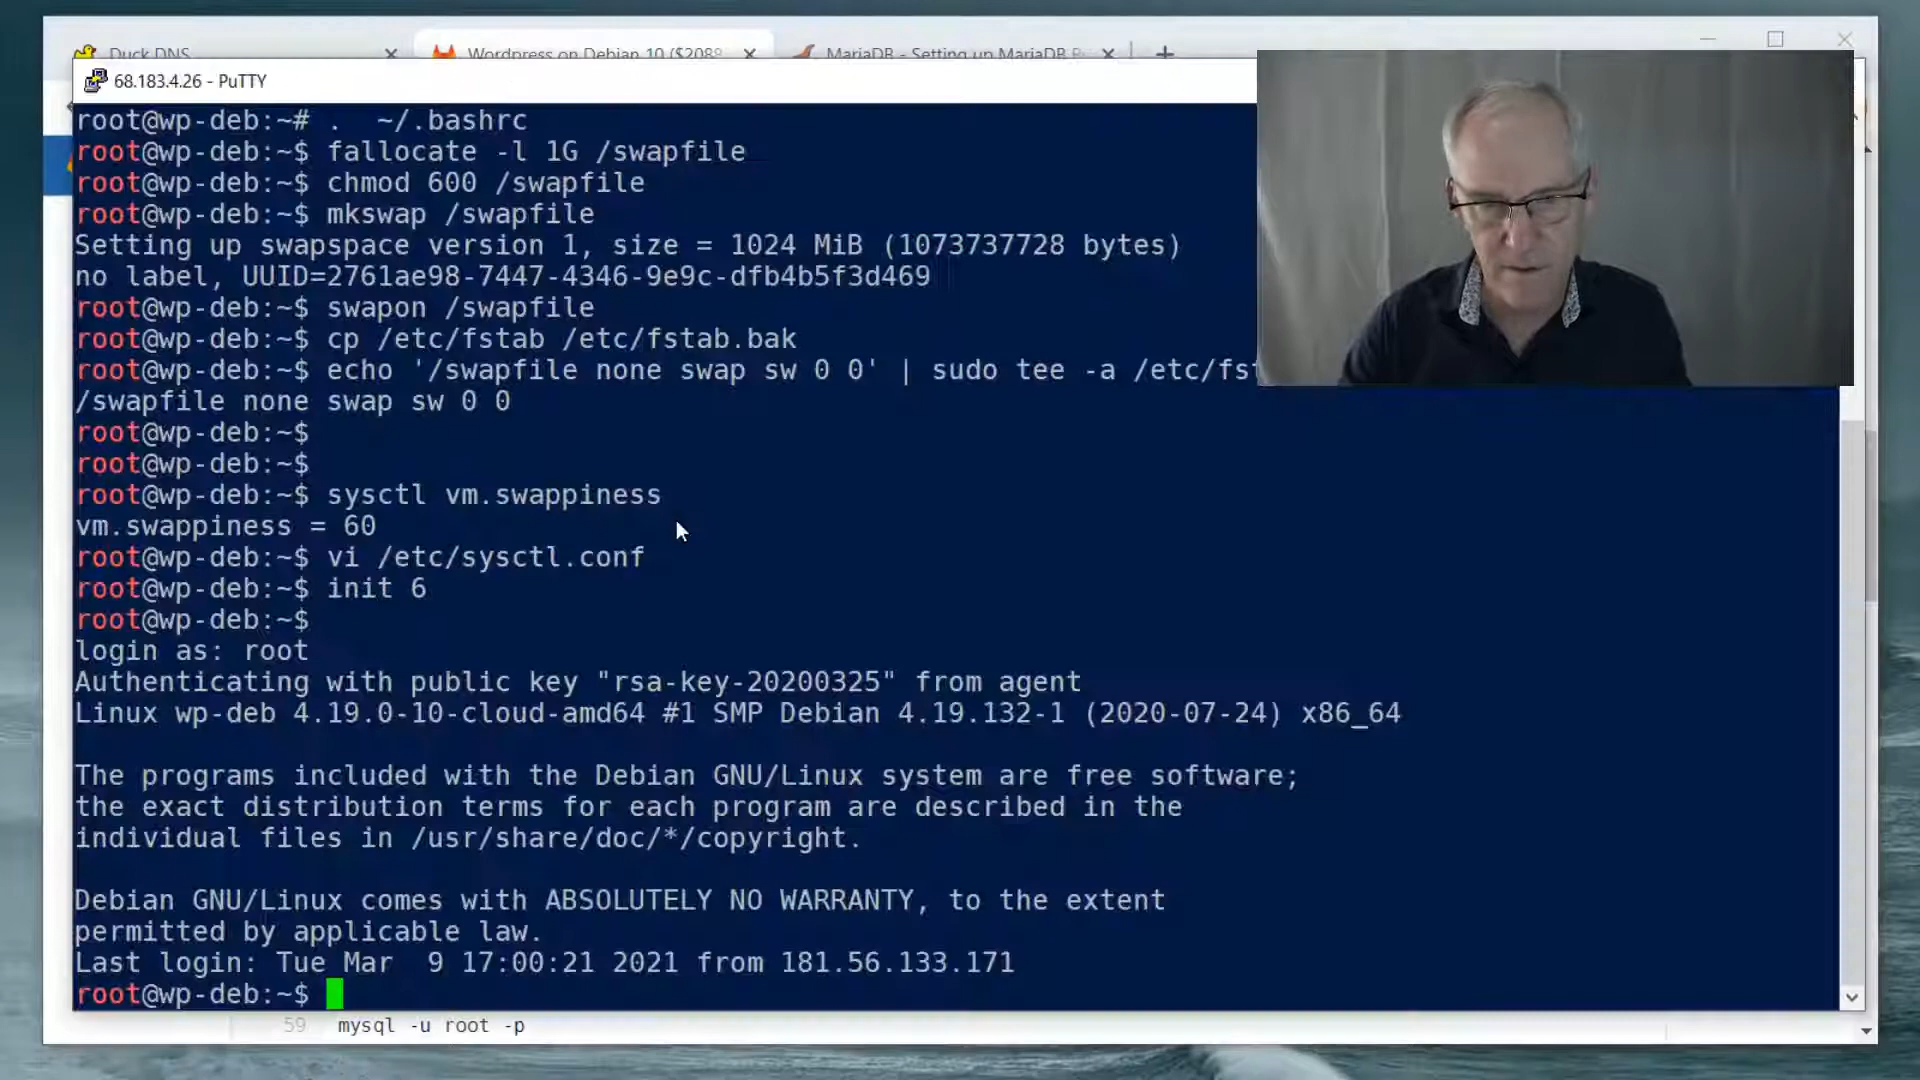 Duck DNS
Wordpress on Debian 10 ($2088
MariaDB - Setting up MariaDB R
68.183.4.26 - PuTTY
root@wp-deb:~# .  ~/.bashrc
root@wp-deb:~$ fallocate -l 1G /swapfile
root@wp-deb:~$ chmod 600 /swapfile
root@wp-deb:~$ mkswap /swapfile
Setting up swapspace version 1, size = 1024 MiB (1073737728 bytes)
no label, UUID=2761ae98-7447-4346-9e9c-dfb4b5f3d469
root@wp-deb:~$ swapon /swapfile
root@wp-deb:~$ cp /etc/fstab /etc/fstab.bak
root@wp-deb:~$ echo '/swapfile none swap sw 0 0' | sudo tee -a /etc/fst
/swapfile none swap sw 0 0
root@wp-deb:~$
root@wp-deb:~$
root@wp-deb:~$ sysctl vm.swappiness
vm.swappiness = 60
root@wp-deb:~$ vi /etc/sysctl.conf
root@wp-deb:~$ init 6
root@wp-deb:~$
login as: root
Authenticating with public key "rsa-key-20200325" from agent
Linux wp-deb 4.19.0-10-cloud-amd64 #1 SMP Debian 4.19.132-1 (2020-07-24) x86_64
The programs included with the Debian GNU/Linux system are free software;
the exact distribution terms for each program are described in the
individual files in /usr/share/doc/*/copyright.
Debian GNU/Linux comes with ABSOLUTELY NO WARRANTY, to the extent
permitted by applicable law.
Last login: Tue Mar  9 17:00:21 2021 from 181.56.133.171
root@wp-deb:~$
59 mysql -u root -p